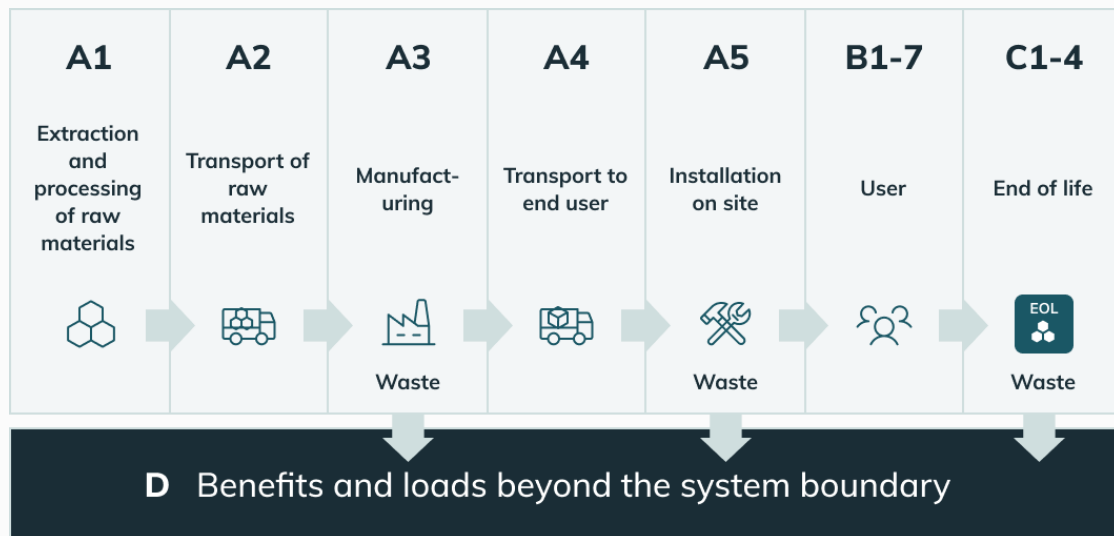 A1
A2
A3
A4
A5
B1-7
C1-4
Extraction
and
processing
of raw
materials
Transport of
raw
materials
Manufact-
uring
Transport to
end user
Installation
on site
User
End of life
EOL
Waste
Waste
Waste
D Benefits and loads beyond the system boundary